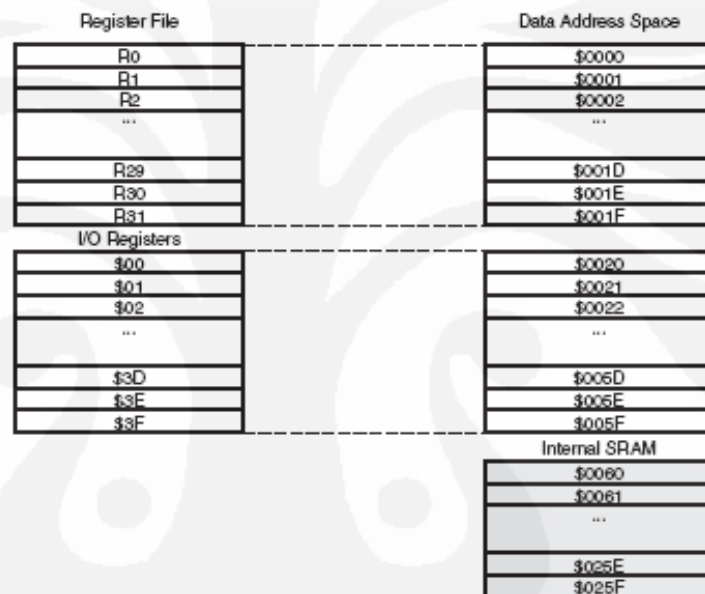 Register File Data Address Space
R0 $0000
R1 $0001
R2 $0002
... ...
R29 $001D
R30 $001E
R31 $001F
I/O Registers
$00 $0020
$01 $0021
$02 $0022
... ...
$3D $005D
$3E $005E
$3F $005F
Internal SRAM
$0060
$0061
...
$025E
$025F